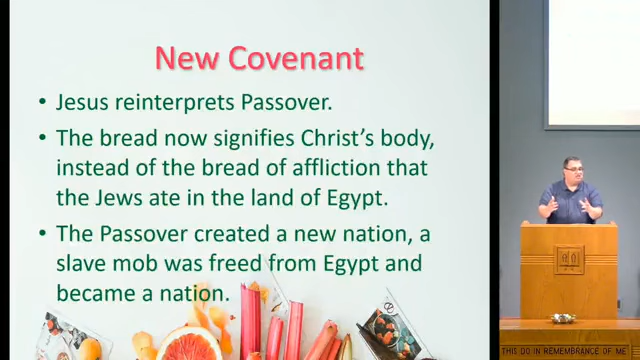 New Covenant
• Jesus reinterprets Passover.
• The bread now signifies Christ's body,
instead of the bread of affliction that
the Jews ate in the land of Egypt.
• The Passover created a new nation, a
slave mob was freed from Egypt and
became a nation.
THIS DO IN REMEMBRANCE OF ME